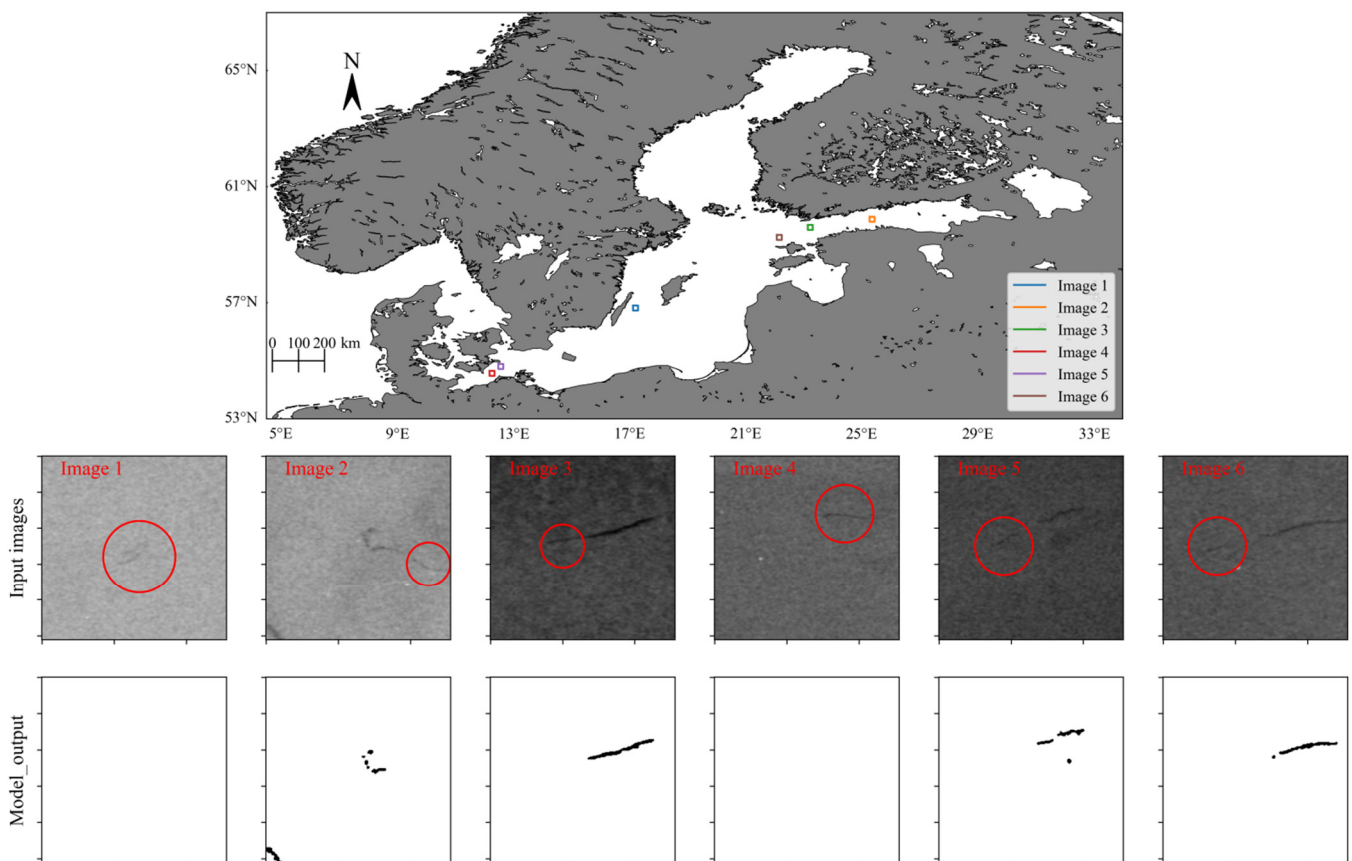 N
65°N
61°N
57°N
53°N
0 100 200 km
Image 1
Image 2
Image 3
Image 4
Image 5
Image 6
5°E 9°E 13°E 17°E 21°E 25°E 29°E 33°E
Input images
Image 1
Image 2
Image 3
Image 4
Image 5
Image 6
Model_output